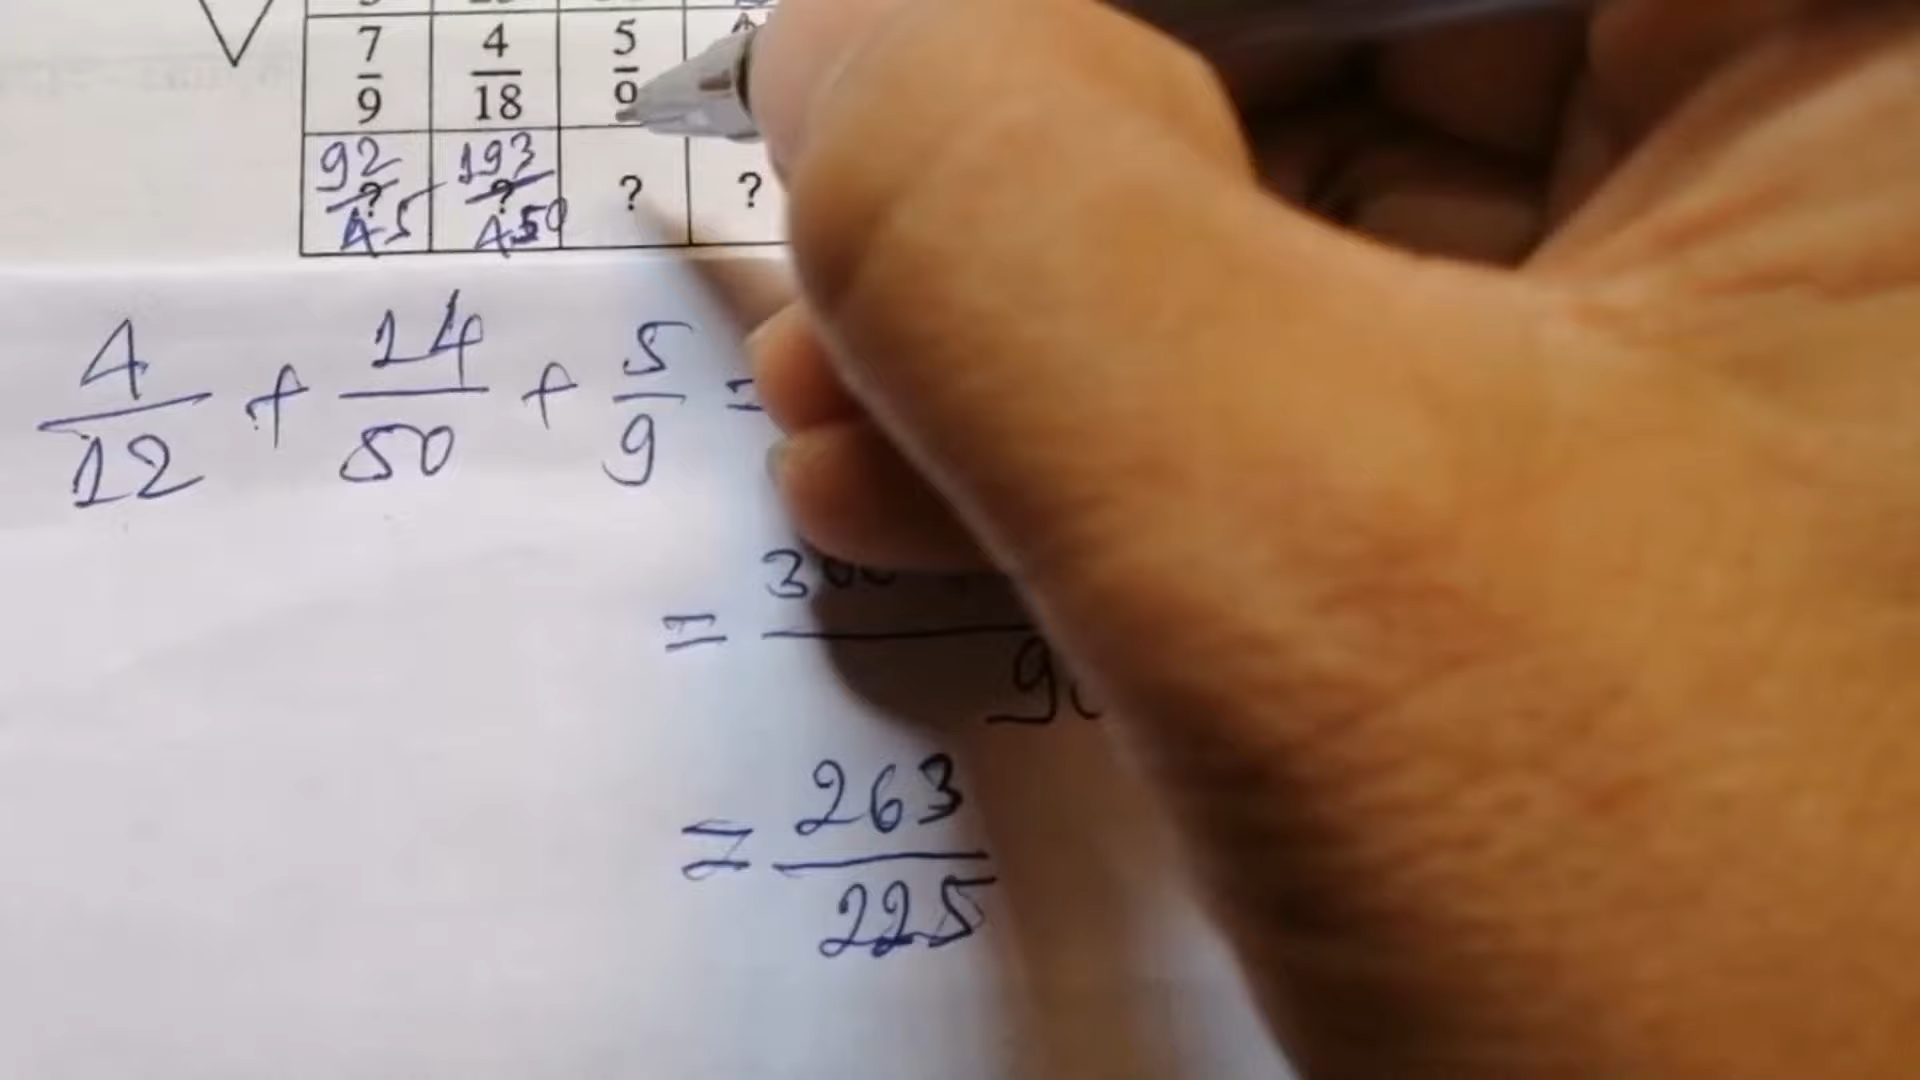 7/9 4/18 5/9
92/45 193/450 ? ?
4/12 + 14/50 + 5/9 =
=
= 263/225